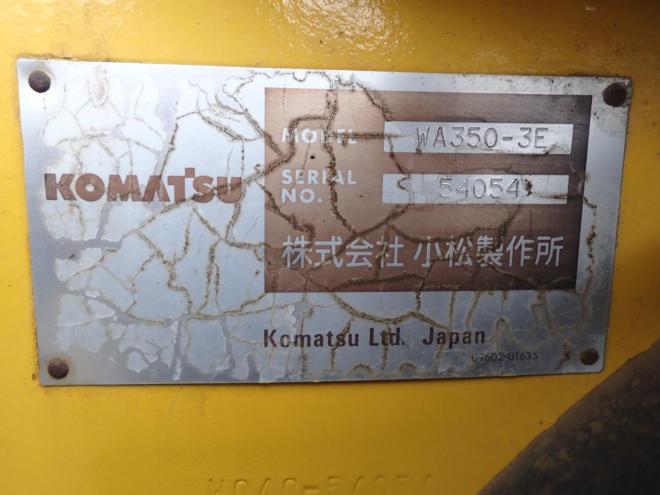 KOMATSU
MODEL WA350-3E
SERIAL NO. 54054
株式会社 小松製作所
Komatsu Ltd. Japan
09602-01635